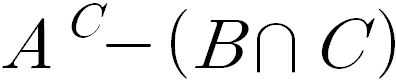 A^C − (B ∩ C)